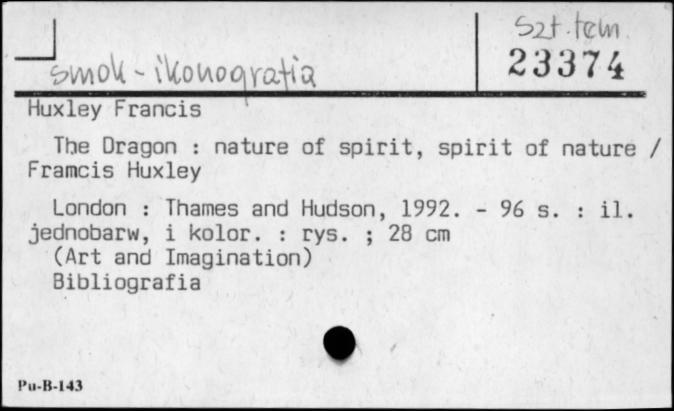 Szt. tem.
23374
smok - ikonografia
Huxley Francis
The Dragon : nature of spirit, spirit of nature /
Framcis Huxley
London : Thames and Hudson, 1992. - 96 s. : il.
jednobarw, i kolor. : rys. ; 28 cm
(Art and Imagination)
Bibliografia
Pu-B-143